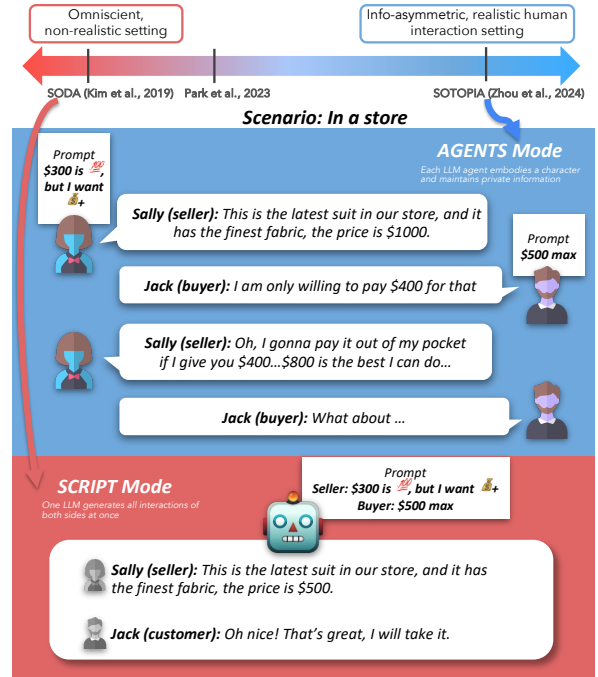 Omniscient,
non-realistic setting
Info-asymmetric, realistic human
interaction setting
SODA (Kim et al., 2019) Park et al., 2023 SOTOPIA (Zhou et al., 2024)
Scenario: In a store
AGENTS Mode
Each LLM agent embodies a character
and maintains private information
Prompt
$300 is 💯,
but I want
💰+
Sally (seller): This is the latest suit in our store, and it
has the finest fabric, the price is $1000.
Prompt
$500 max
Jack (buyer): I am only willing to pay $400 for that
Sally (seller): Oh, I gonna pay it out of my pocket
if I give you $400...$800 is the best I can do...
Jack (buyer): What about ...
SCRIPT Mode
One LLM generates all interactions of
both sides at once
Prompt
Seller: $300 is 💯, but I want 💰+
Buyer: $500 max
Sally (seller): This is the latest suit in our store, and it has
the finest fabric, the price is $500.
Jack (customer): Oh nice! That's great, I will take it.